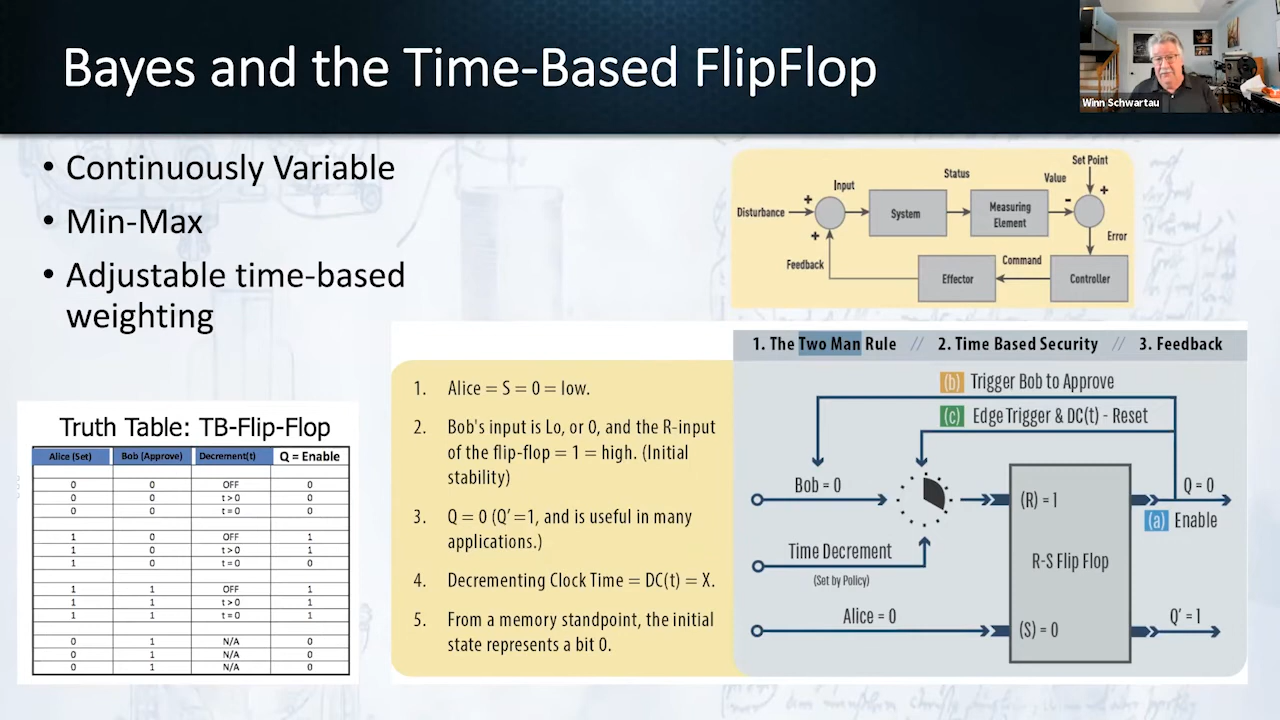 Bayes and the Time-Based FlipFlop
Winn Schwartau
• Continuously Variable
• Min-Max
• Adjustable time-based
weighting
Set Point
Status
Value
Input
+
-
+
Disturbance
System
Measuring
Element
+
Error
Feedback
Command
Effector
Controller
Truth Table: TB-Flip-Flop
Alice (Set) Bob (Approve) Decrement(t) Q = Enable
0 0 OFF 0
0 0 t > 0 0
0 0 t = 0 0
1 0 OFF 1
1 0 t > 0 1
1 0 t = 0 0
1 1 OFF 1
1 1 t > 0 1
1 1 t = 0 1
0 1 N/A 0
0 1 N/A 0
0 1 N/A 0
1. Alice = S = 0 = low.
2. Bob's input is Lo, or 0, and the R-input
of the flip-flop = 1 = high. (Initial
stability)
3. Q = 0 (Q' =1, and is useful in many
applications.)
4. Decrementing Clock Time = DC(t) = X.
5. From a memory standpoint, the initial
state represents a bit 0.
1. The Two Man Rule // 2. Time Based Security // 3. Feedback
(b) Trigger Bob to Approve
(c) Edge Trigger & DC(t) - Reset
Bob = 0
(R) = 1
Q = 0
(a) Enable
Time Decrement
(Set by Policy)
R-S Flip Flop
Alice = 0
(S) = 0
Q' = 1